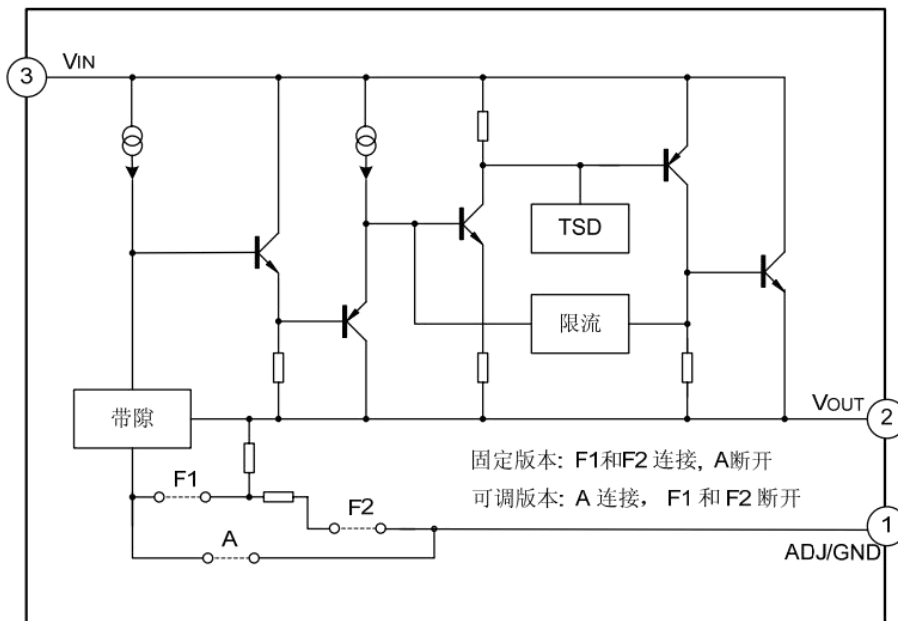 3
VIN
TSD
限流
带隙
VOUT
2
固定版本: F1和F2 连接, A断开
F1
可调版本: A 连接， F1 和 F2 断开
F2
1
A
ADJ/GND